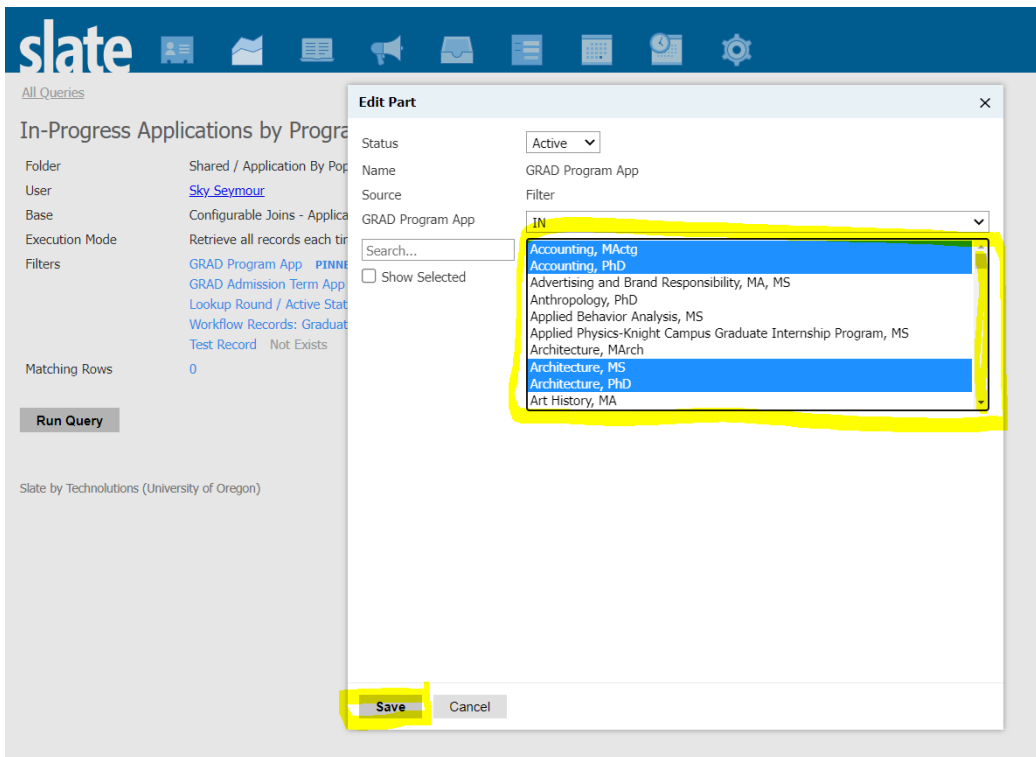 slate
All Queries
In-Progress Applications by Progra
Folder Shared / Application By Pop
User Sky Seymour
Base Configurable Joins - Applica
Execution Mode Retrieve all records each tin
Filters GRAD Program App PINNE
GRAD Admission Term App
Lookup Round / Active Stat
Workflow Records: Graduat
Test Record Not Exists
Matching Rows 0
Run Query
Slate by Technolutions (University of Oregon)
Edit Part ×
Status Active
Name GRAD Program App
Source Filter
GRAD Program App IN
Search...
Show Selected
Accounting, MActg
Accounting, PhD
Advertising and Brand Responsibility, MA, MS
Anthropology, PhD
Applied Behavior Analysis, MS
Applied Physics-Knight Campus Graduate Internship Program, MS
Architecture, MArch
Architecture, MS
Architecture, PhD
Art History, MA
Save Cancel